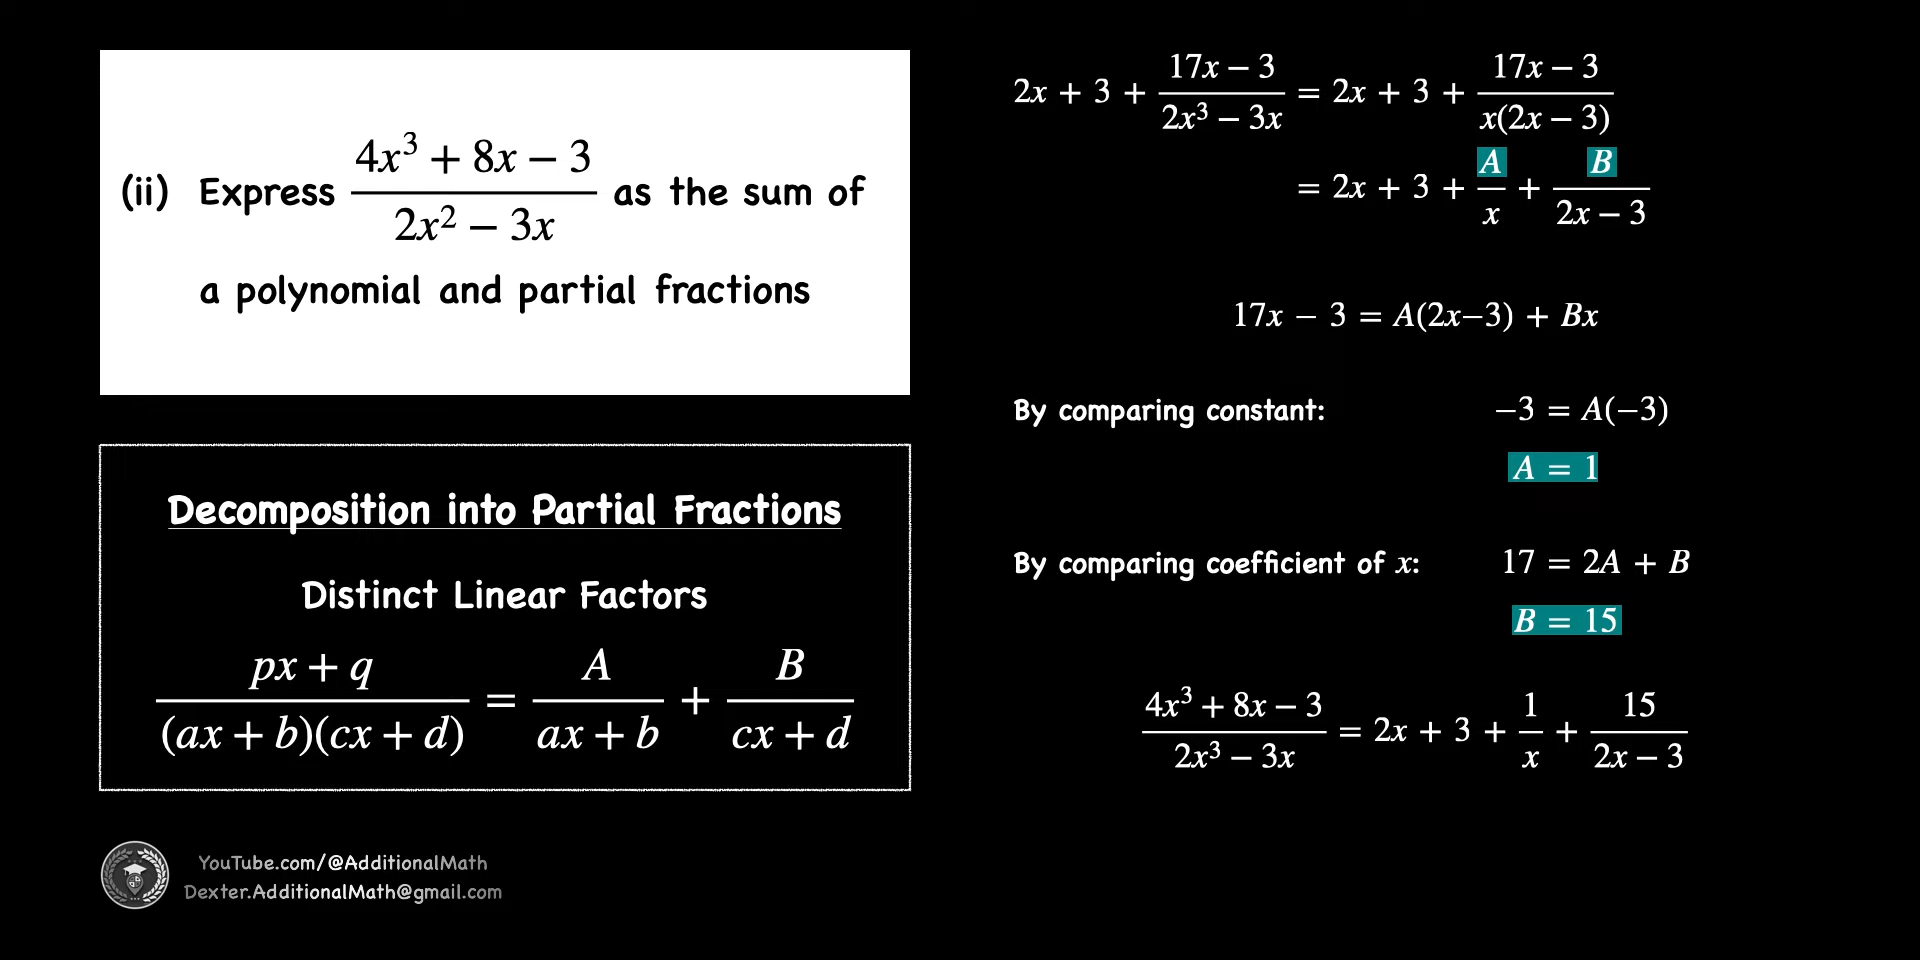 (ii) Express (4x³ + 8x − 3)/(2x² − 3x) as the sum of
a polynomial and partial fractions
Decomposition into Partial Fractions
Distinct Linear Factors
(px + q)/((ax + b)(cx + d)) = A/(ax + b) + B/(cx + d)
YouTube.com/@AdditionalMath
Dexter.AdditionalMath@gmail.com
2x + 3 + (17x − 3)/(2x³ − 3x) = 2x + 3 + (17x − 3)/(x(2x − 3))
= 2x + 3 + A/x + B/(2x − 3)
17x − 3 = A(2x−3) + Bx
By comparing constant: −3 = A(−3)
A = 1
By comparing coefficient of x: 17 = 2A + B
B = 15
(4x³ + 8x − 3)/(2x³ − 3x) = 2x + 3 + 1/x + 15/(2x − 3)